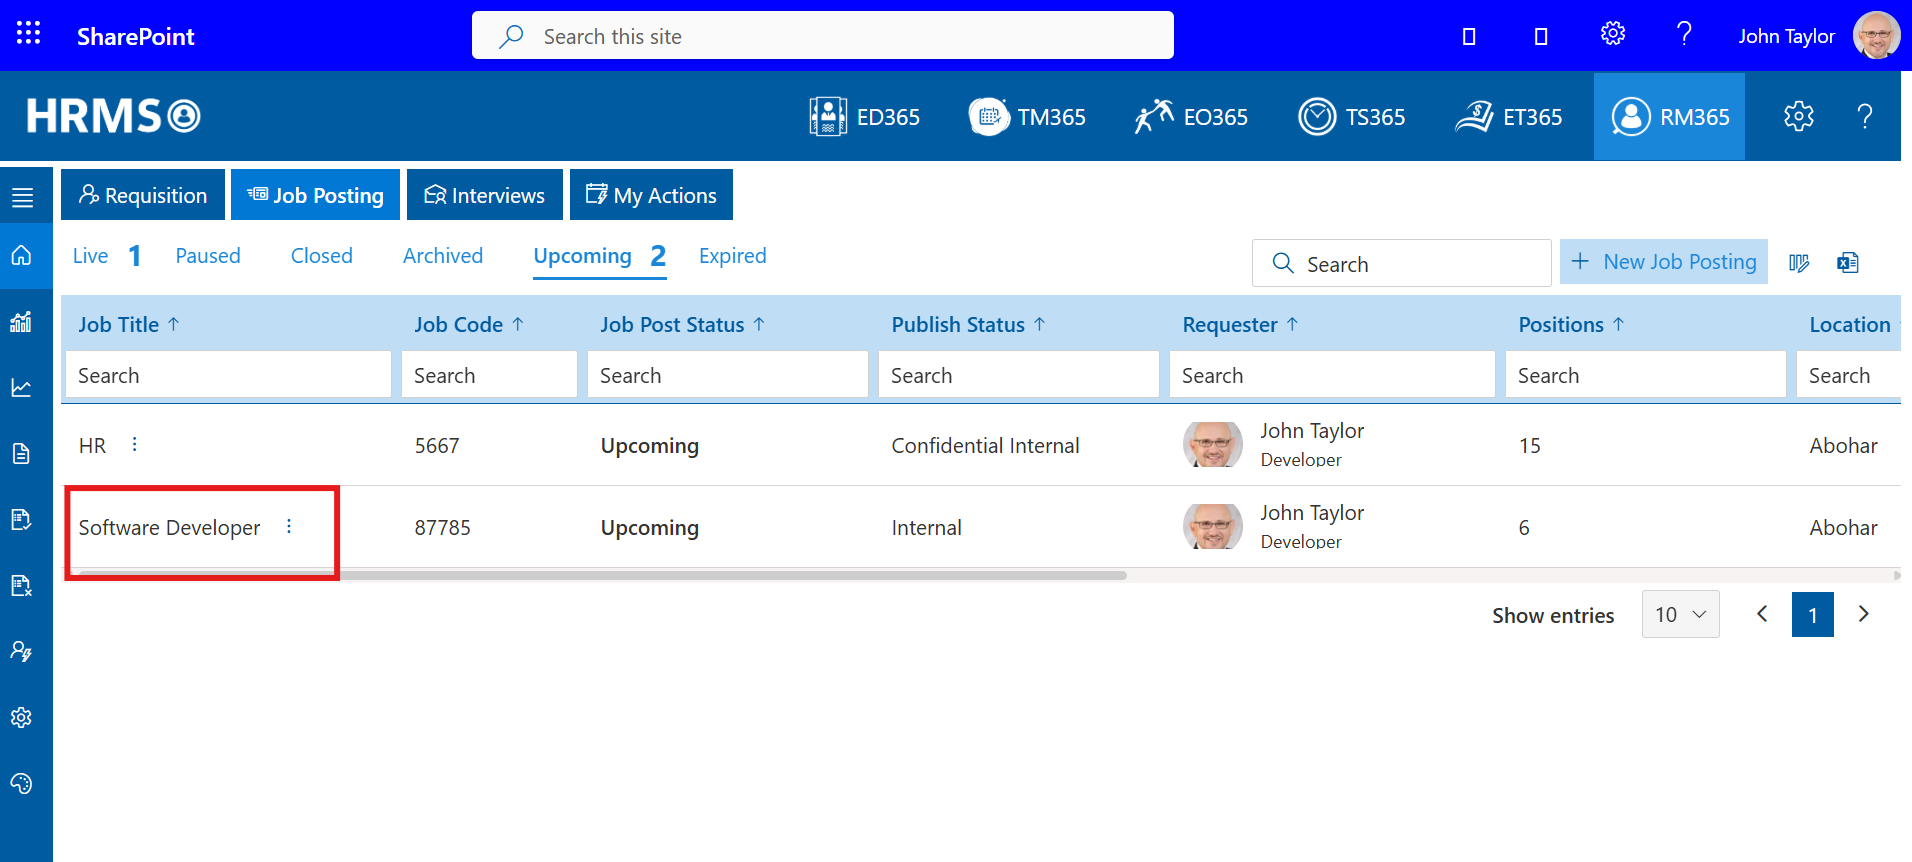 SharePoint
Search this site
John Taylor
HRMS
ED365
TM365
EO365
TS365
ET365
RM365
Requisition
Job Posting
Interviews
My Actions
Live 1
Paused
Closed
Archived
Upcoming 2
Expired
Search
+ New Job Posting
Job Title ↑
Job Code ↑
Job Post Status ↑
Publish Status ↑
Requester ↑
Positions ↑
Location
Search
Search
Search
Search
Search
Search
Search
HR
5667
Upcoming
Confidential Internal
John Taylor
Developer
15
Abohar
Software Developer
87785
Upcoming
Internal
John Taylor
Developer
6
Abohar
Show entries
10
1